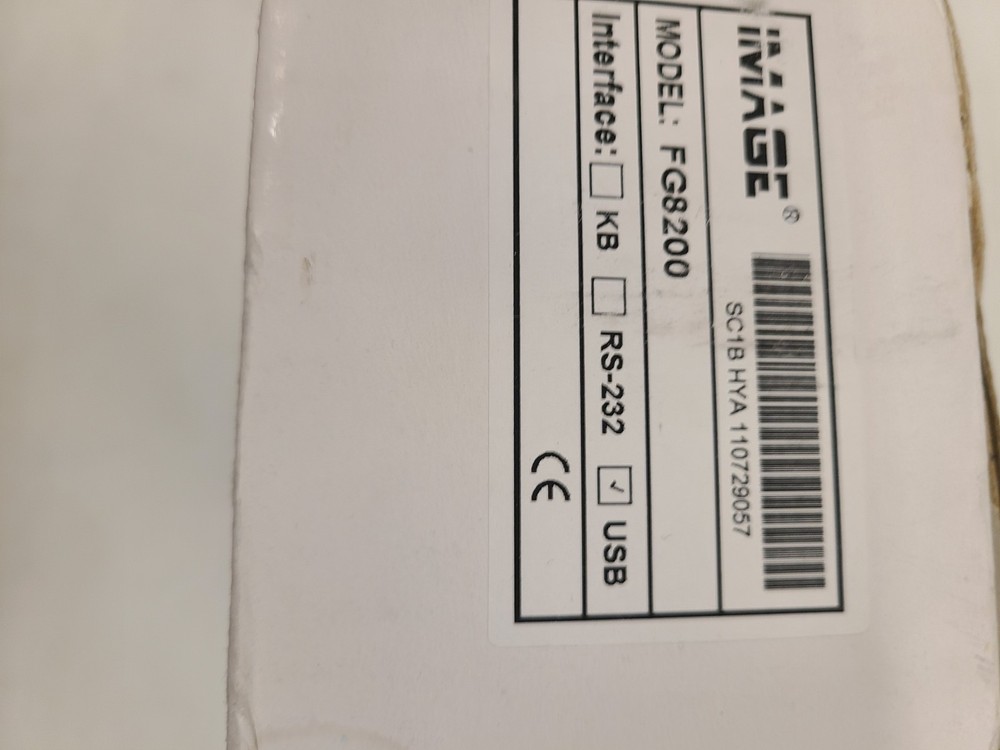 iMAGE®
SC1B HYA 110729057
MODEL: FG8200
Interface: KB RS-232 ✓ USB
CE